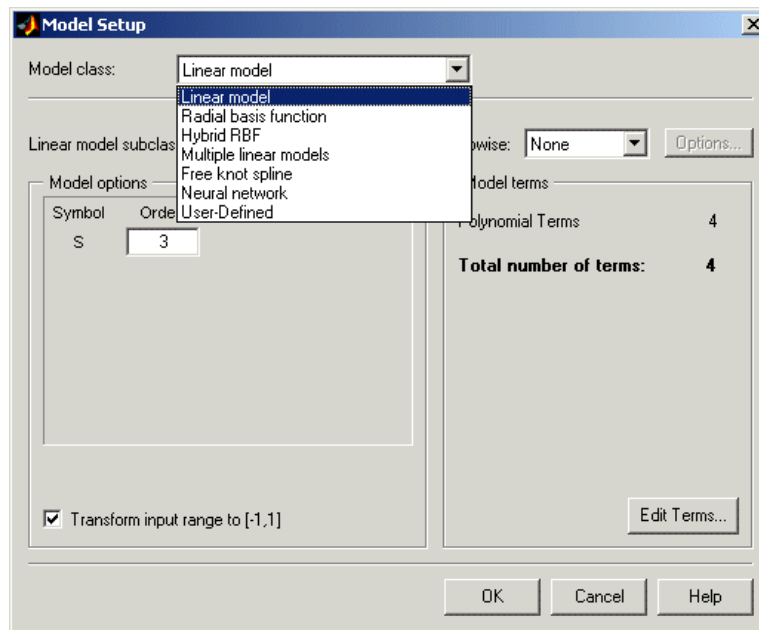 Model Setup
Model class:
Linear model
Linear model
Radial basis function
Hybrid RBF
Multiple linear models
Free knot spline
Neural network
User-Defined
Linear model subclas
pwise:
None
Options...
Model options
Symbol
Orde
S
3
Transform input range to [-1,1]
Model terms
Polynomial Terms
4
Total number of terms:
4
Edit Terms...
OK
Cancel
Help